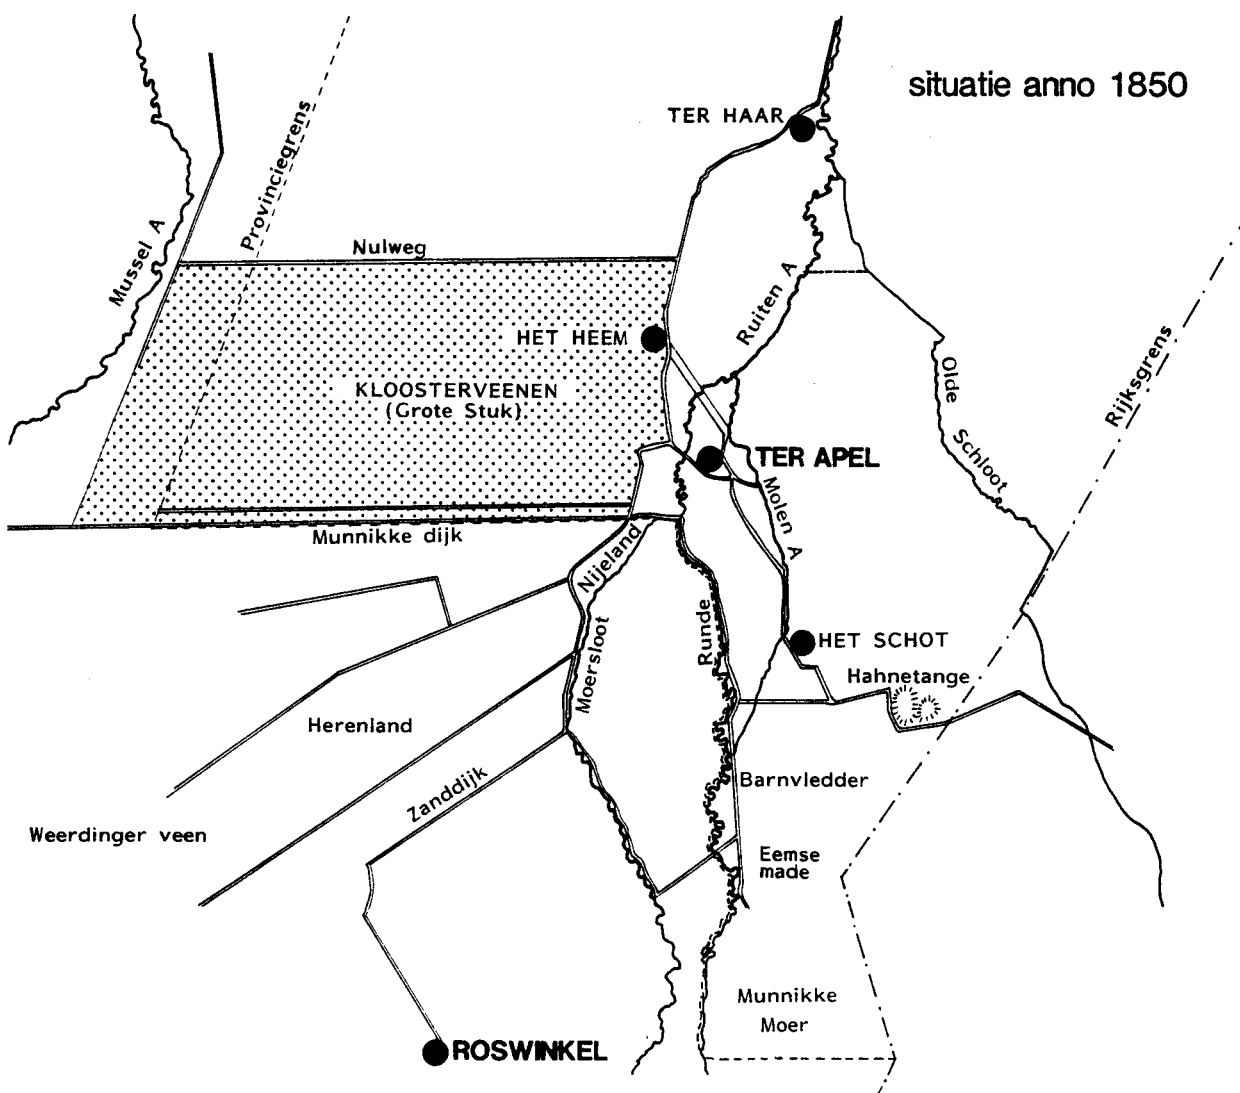 situatie anno 1850
TER HAAR
Provinciegrens
Mussel A
Nulweg
Ruiten A
HET HEEM
KLOOSTERVEENEN
(Grote Stuk)
Olde
Schloot
Rijksgrens
TER APEL
Molen A
Munnikke dijk
Nijeland
Moersloot
Runde
HET SCHOT
Hahnetange
Herenland
Zanddijk
Barnvledder
Weerdinger veen
Eemse
made
Munnikke
Moer
ROSWINKEL